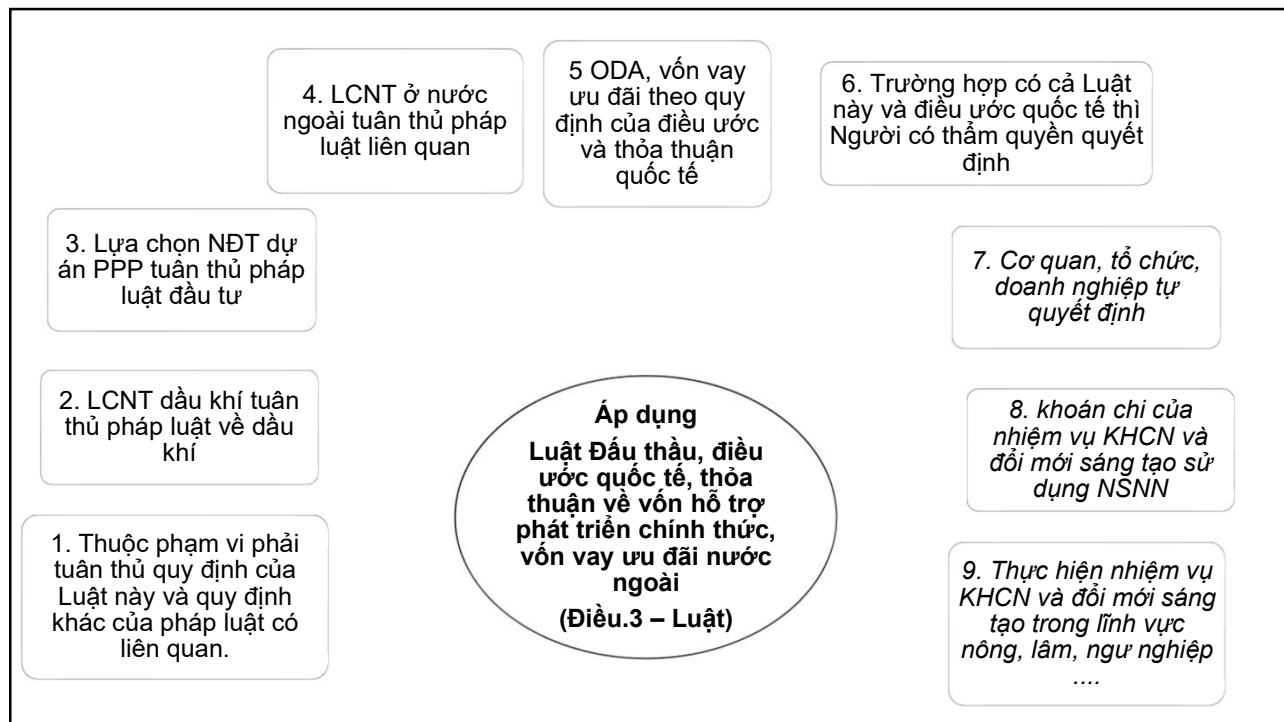 4. LCNT ở nước
ngoài tuân thủ pháp
luật liên quan
5 ODA, vốn vay
ưu đãi theo quy
định của điều ước
và thỏa thuận
quốc tế
6. Trường hợp có cả Luật
này và điều ước quốc tế thì
Người có thẩm quyền quyết
định
3. Lựa chọn NĐT dự
án PPP tuân thủ pháp
luật đầu tư
7. Cơ quan, tổ chức,
doanh nghiệp tự
quyết định
2. LCNT dầu khí tuân
thủ pháp luật về dầu
khí
Áp dụng
Luật Đấu thầu, điều
ước quốc tế, thỏa
thuận về vốn hỗ trợ
phát triển chính thức,
vốn vay ưu đãi nước
ngoài
(Điều.3 – Luật)
8. khoán chi của
nhiệm vụ KHCN và
đổi mới sáng tạo sử
dụng NSNN
1. Thuộc phạm vi phải
tuân thủ quy định của
Luật này và quy định
khác của pháp luật có
liên quan.
9. Thực hiện nhiệm vụ
KHCN và đổi mới sáng
tạo trong lĩnh vực
nông, lâm, ngư nghiệp
....